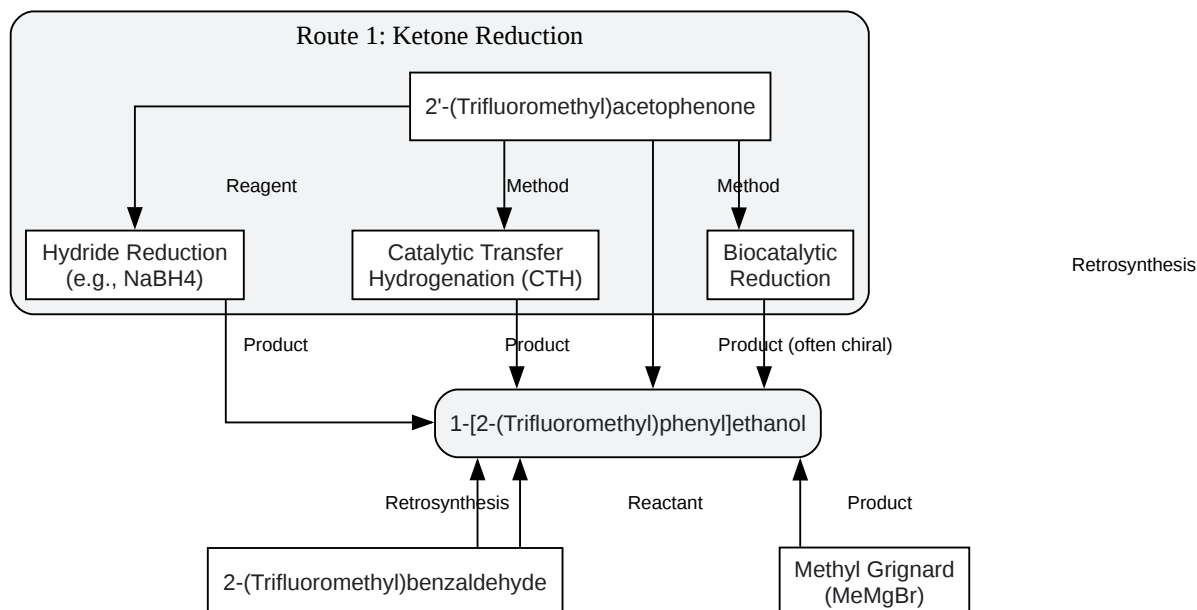 Route 1: Ketone Reduction
2'-(Trifluoromethyl)acetophenone
Reagent
Method
Method
Hydride Reduction
(e.g., NaBH4)
Catalytic Transfer
Hydrogenation (CTH)
Biocatalytic
Reduction
Retrosynthesis
Product
Product
Product (often chiral)
1-[2-(Trifluoromethyl)phenyl]ethanol
Retrosynthesis
Reactant
Product
2-(Trifluoromethyl)benzaldehyde
Methyl Grignard
(MeMgBr)